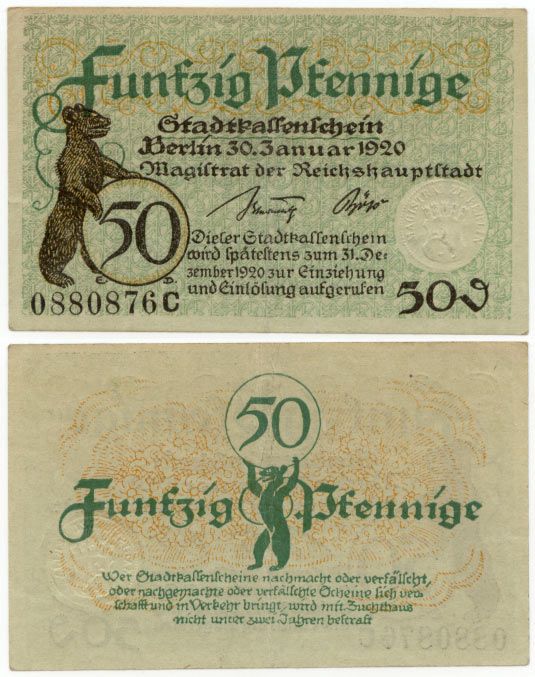 Funfzig Pfennige
Stadtkassenschein
Berlin 30. Januar 1920
Magistrat der Reichshauptstadt
50
Dieser Stadtkassenschein
wird spätestens zum 31. De-
zember 1920 zur Einziehung
und Einlösung aufgerufen
0880876 C
50 ₰
50
Funfzig Pfennige
Wer Stadtkassenscheine nachmacht oder verfälscht,
oder nachgemachte oder verfälschte Scheine sich ver-
schafft und in Verkehr bringt, wird mit Zuchthaus
nicht unter zwei Jahren bestraft